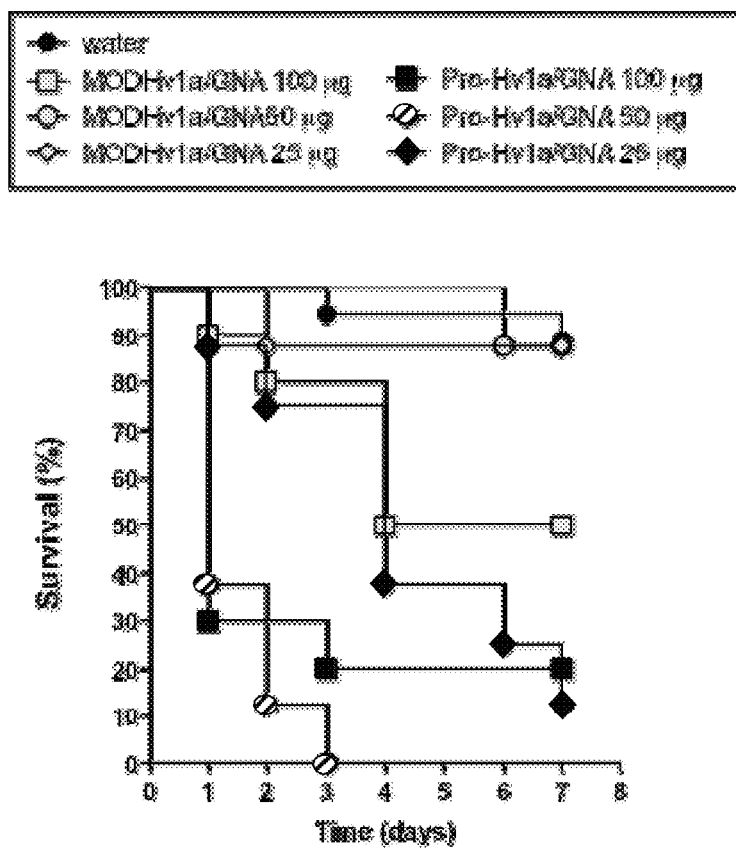 water
MODHv1a/GNA 100 µg
Pro-Hv1a/GNA 100 µg
MODHv1a/GNA50 µg
Pro-Hv1a/GNA 50 µg
MODHv1a/GNA 25 µg
Pro-Hv1a/GNA 25 µg
Survival (%)
100
90
80
70
60
50
40
30
20
10
0
0 1 2 3 4 5 6 7 8
Time (days)